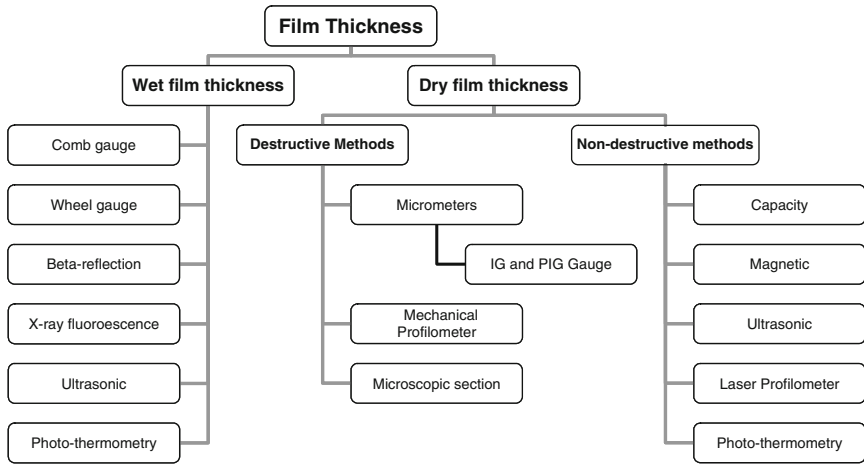 Film Thickness
Wet film thickness
Dry film thickness
Comb gauge
Destructive Methods
Non-destructive methods
Wheel gauge
Micrometers
Capacity
Beta-reflection
IG and PIG Gauge
Magnetic
X-ray fluoroescence
Mechanical
Profilometer
Ultrasonic
Ultrasonic
Microscopic section
Laser Profilometer
Photo-thermometry
Photo-thermometry